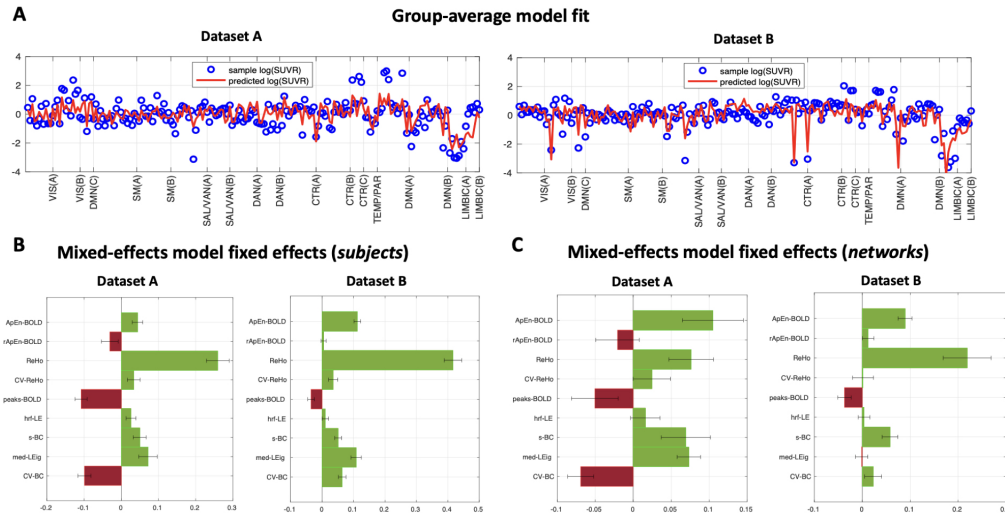 A
Group-average model fit
Dataset A
Dataset B
sample log(SUVR)
predicted log(SUVR)
4
2
0
-2
-4
VIS(A)
VIS(B)
DMN(C)
SM(A)
SM(B)
SAL/VAN(A)
SAL/VAN(B)
DAN(A)
DAN(B)
CTR(A)
CTR(B)
CTR(C)
TEMP/PAR
DMN(A)
DMN(B)
LIMBIC(A)
LIMBIC(B)
sample log(SUVR)
predicted log(SUVR)
4
2
0
-2
-4
VIS(A)
VIS(B)
DMN(C)
SM(A)
SM(B)
SAL/VAN(A)
SAL/VAN(B)
DAN(A)
DAN(B)
CTR(A)
CTR(B)
CTR(C)
TEMP/PAR
DMN(A)
DMN(B)
LIMBIC(A)
LIMBIC(B)
B
Mixed-effects model fixed effects (subjects)
Dataset A
ApEn-BOLD
rApEn-BOLD
ReHo
CV-ReHo
peaks-BOLD
hrf-LE
s-BC
med-LEig
CV-BC
-0.2 -0.1 0 0.1 0.2 0.3
Dataset B
ApEn-BOLD
rApEn-BOLD
ReHo
CV-ReHo
peaks-BOLD
hrf-LE
s-BC
med-LEig
CV-BC
-0.1 0 0.1 0.2 0.3 0.4 0.5
C
Mixed-effects model fixed effects (networks)
Dataset A
ApEn-BOLD
rApEn-BOLD
ReHo
CV-ReHo
peaks-BOLD
hrf-LE
s-BC
med-LEig
CV-BC
-0.1 -0.05 0 0.05 0.1 0.15
Dataset B
ApEn-BOLD
rApEn-BOLD
ReHo
CV-ReHo
peaks-BOLD
hrf-LE
s-BC
med-LEig
CV-BC
-0.1 0 0.1 0.2